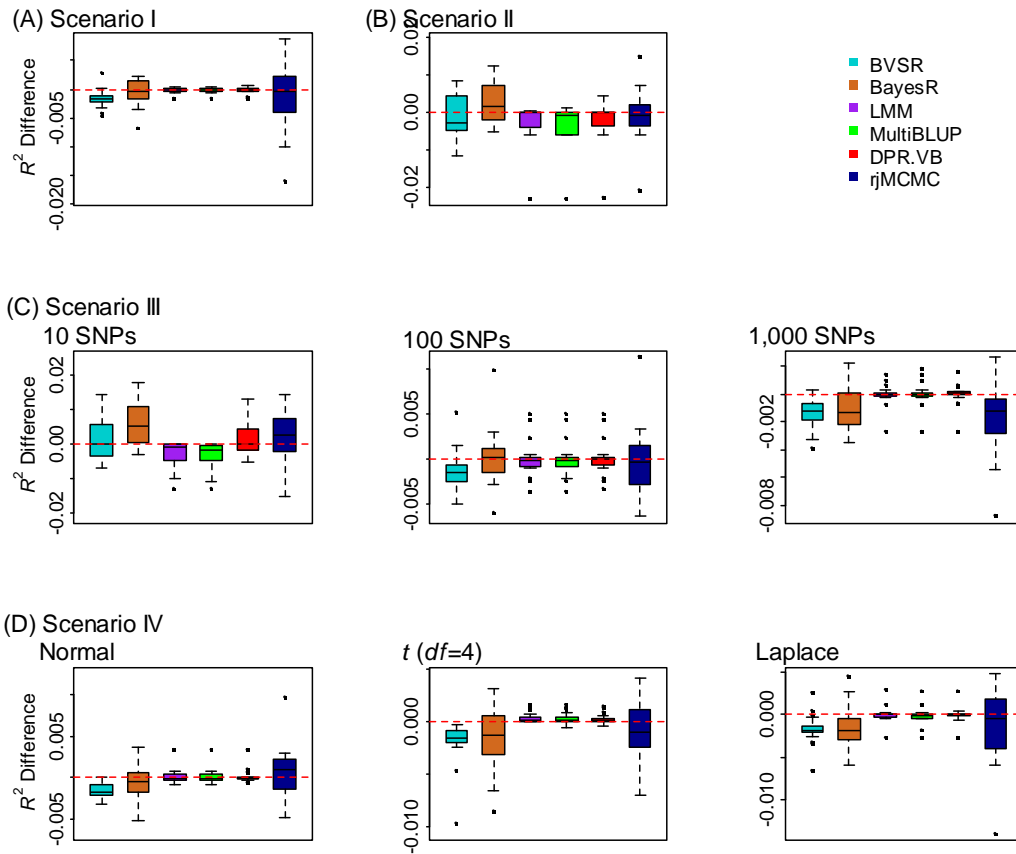 (A) Scenario I
R² Difference
-0.005
-0.020
(B) Scenario II
0.02
0.00
-0.02
BVSR
BayesR
LMM
MultiBLUP
DPR.VB
rjMCMC
(C) Scenario III
10 SNPs
R² Difference
0.02
0.00
-0.02
100 SNPs
0.005
-0.005
1,000 SNPs
-0.002
-0.008
(D) Scenario IV
Normal
R² Difference
0.005
-0.005
t (df=4)
0.000
-0.010
Laplace
0.000
-0.010